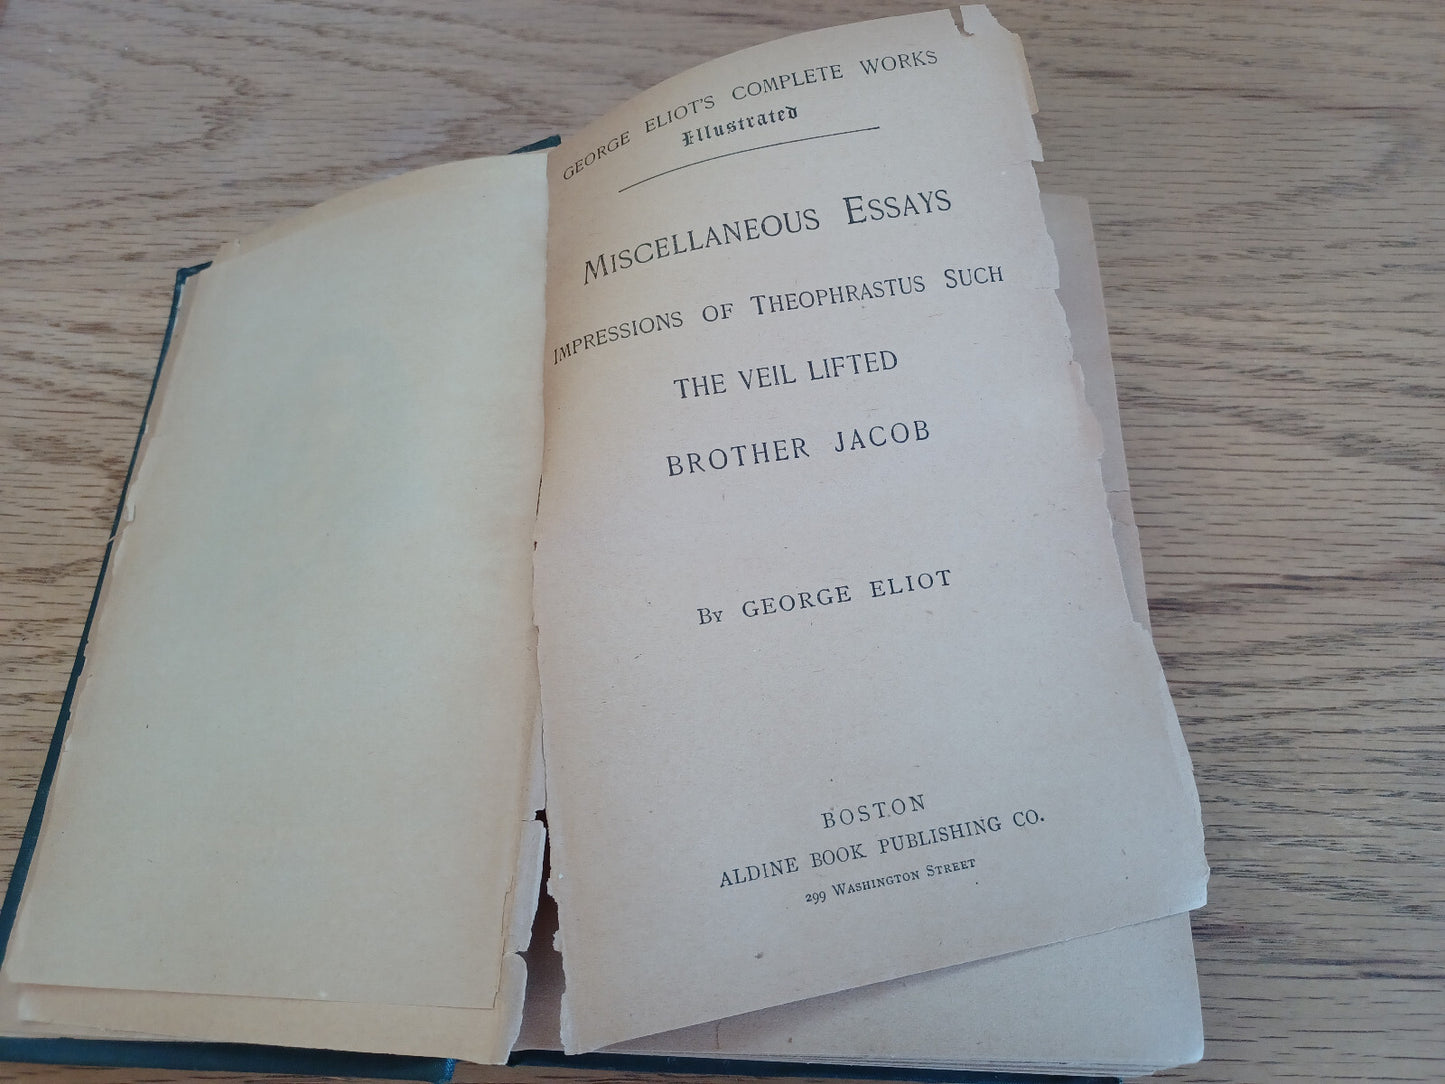 GEORGE ELIOT'S COMPLETE WORKS
Illustrated
MISCELLANEOUS ESSAYS
IMPRESSIONS OF THEOPHRASTUS SUCH
THE VEIL LIFTED
BROTHER JACOB
BY GEORGE ELIOT
BOSTON
ALDINE BOOK PUBLISHING CO.
299 WASHINGTON STREET